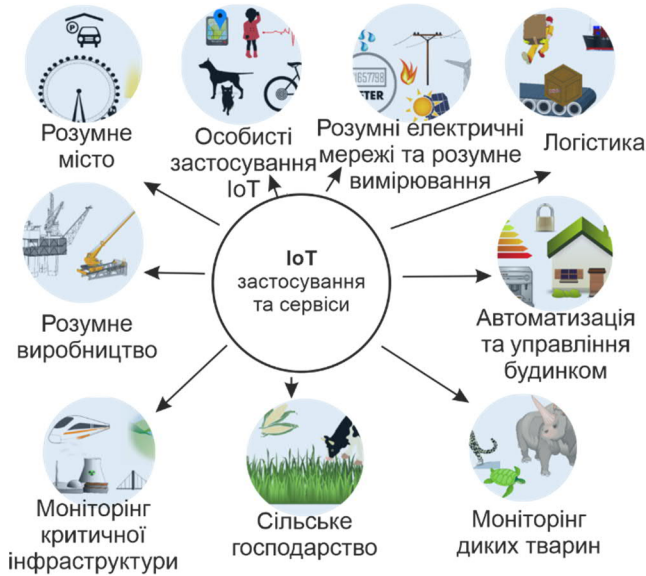 Розумне
місто
Особисті
застосування
IoT
Розумні електричні
мережі та розумне
вимірювання
Логістика
IoT
застосування
та сервіси
Розумне
виробництво
Автоматизація
та управління
будинком
Моніторінг
критичної
інфраструктури
Сільське
господарство
Моніторінг
диких тварин
P
1657798